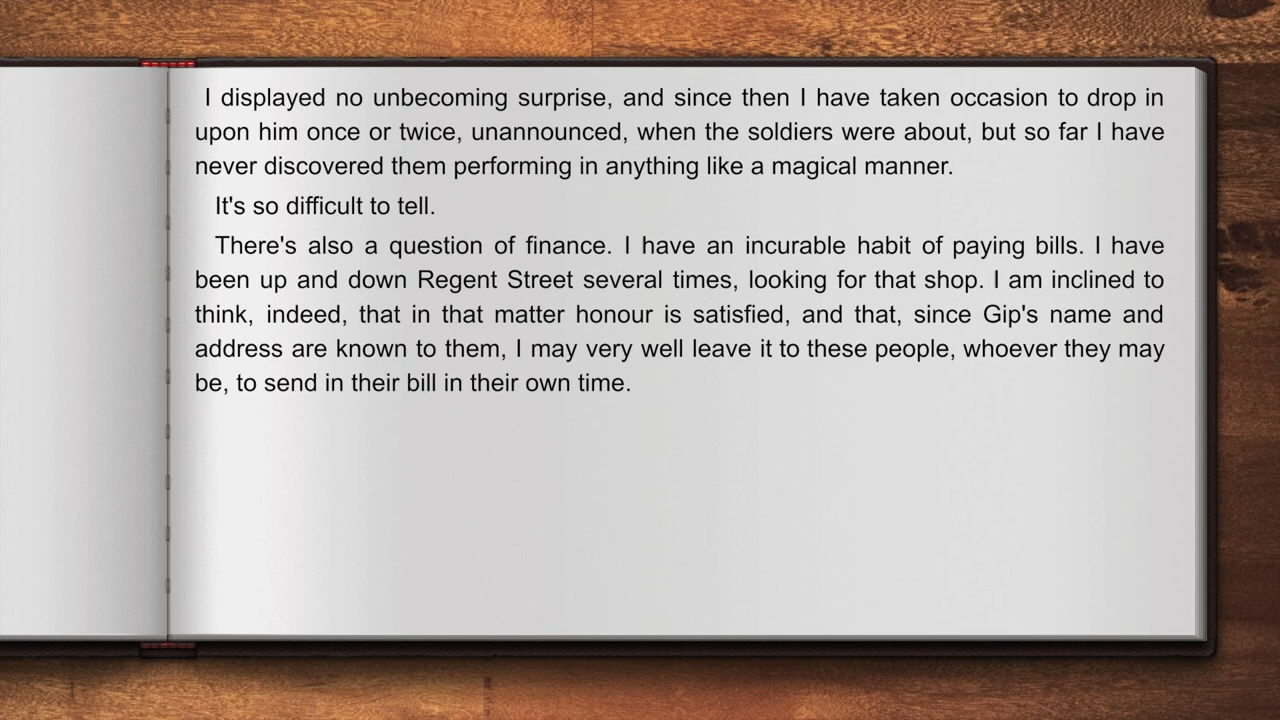 I displayed no unbecoming surprise, and since then I have taken occasion to drop in
upon him once or twice, unannounced, when the soldiers were about, but so far I have
never discovered them performing in anything like a magical manner.
It's so difficult to tell.
There's also a question of finance. I have an incurable habit of paying bills. I have
been up and down Regent Street several times, looking for that shop. I am inclined to
think, indeed, that in that matter honour is satisfied, and that, since Gip's name and
address are known to them, I may very well leave it to these people, whoever they may
be, to send in their bill in their own time.